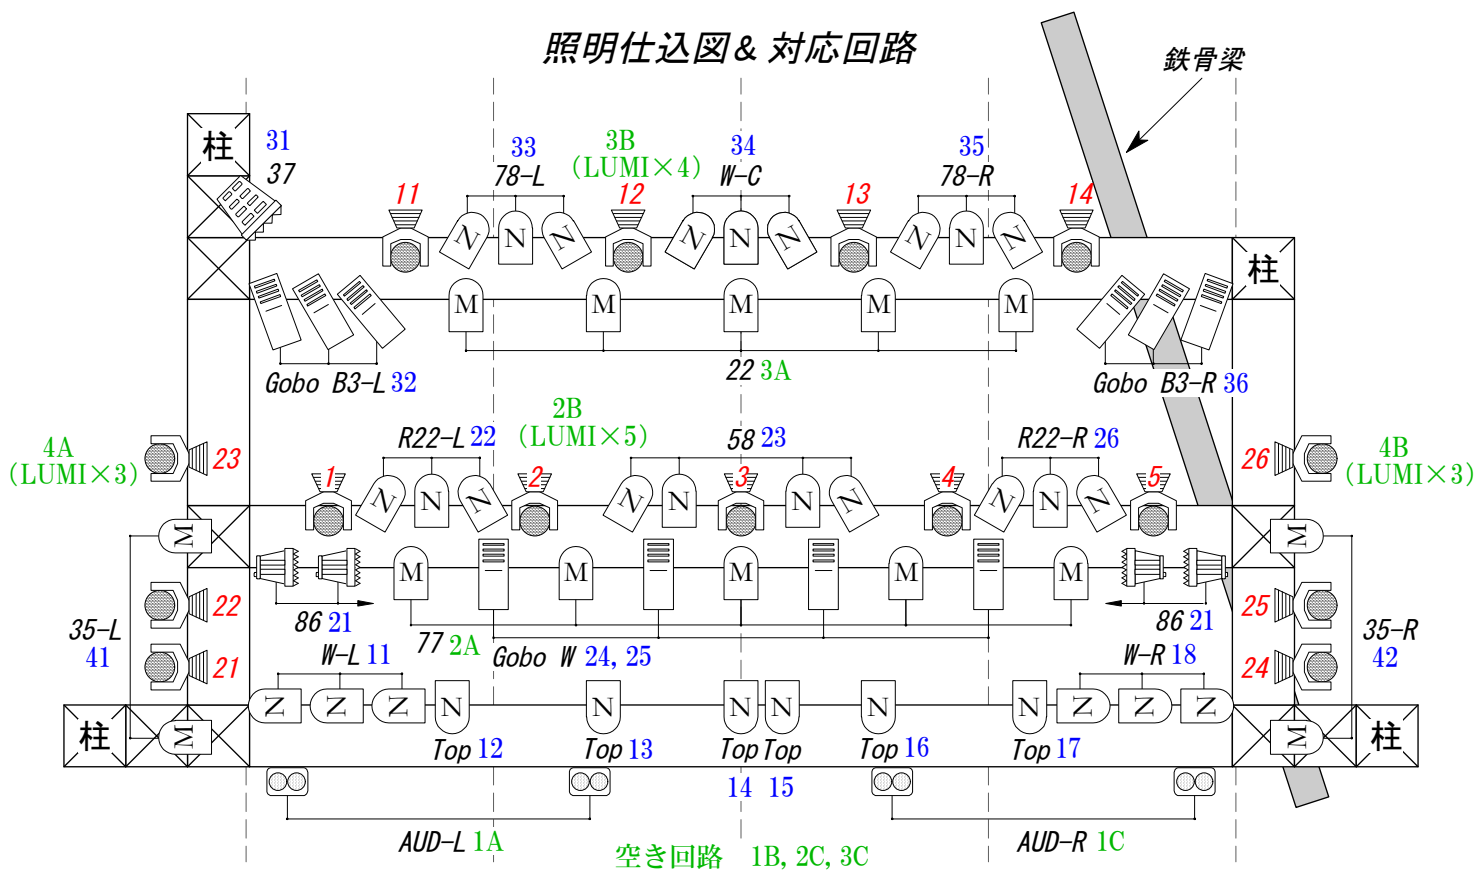 照明仕込図& 対応回路
鉄骨梁
柱
31
37
33
78-L
3B
(LUMI×4)
34
W-C
35
78-R
11
12
13
14
N N N N N N N N N
柱
M M M M M
22 3A
Gobo B3-L 32
Gobo B3-R 36
4A
(LUMI×3)
23
R22-L 22
2B
(LUMI×5)
58 23
R22-R 26
26
4B
(LUMI×3)
1
2
3
4
5
N N N N N N N N N N
M
M
M M M M M
86 21
77 2A
Gobo W 24, 25
86 21
22
25
35-L
41
35-R
42
21
24
W-L 11
W-R 18
柱
M
N N N N N N N N N N N N
M
柱
Top 12
Top 13
Top
14
Top
15
Top 16
Top 17
AUD-L 1A
AUD-R 1C
空き回路 1B, 2C, 3C